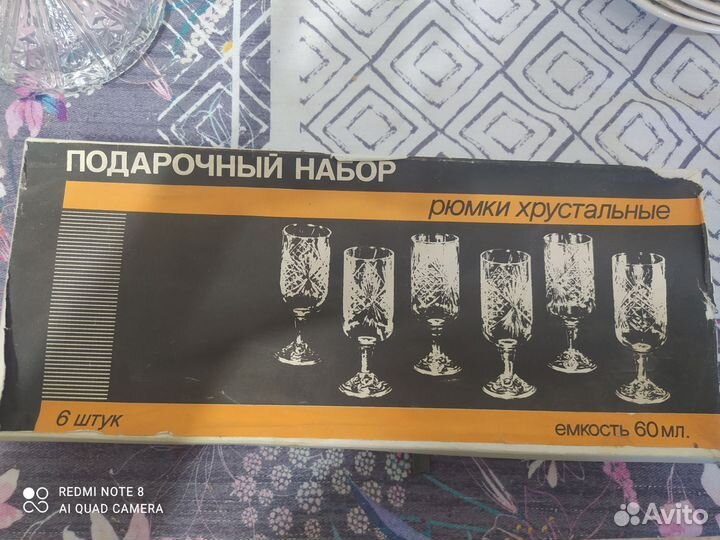 ПОДАРОЧНЫЙ НАБОР
рюмки хрустальные
6 штук
емкость 60 мл.
REDMI NOTE 8
AI QUAD CAMERA
Avito